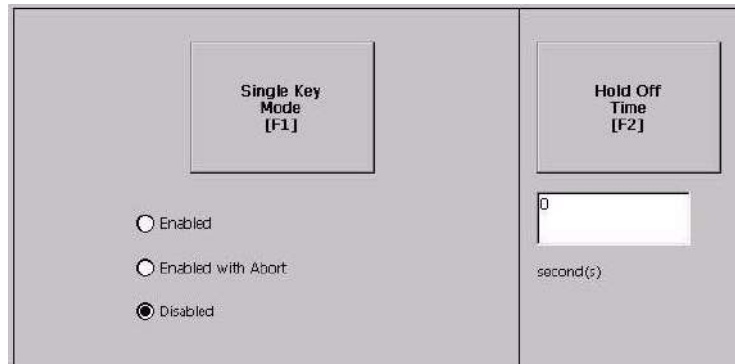 Single Key
Mode
[F1]
Enabled
Enabled with Abort
Disabled
Hold Off
Time
[F2]
0
second(s)